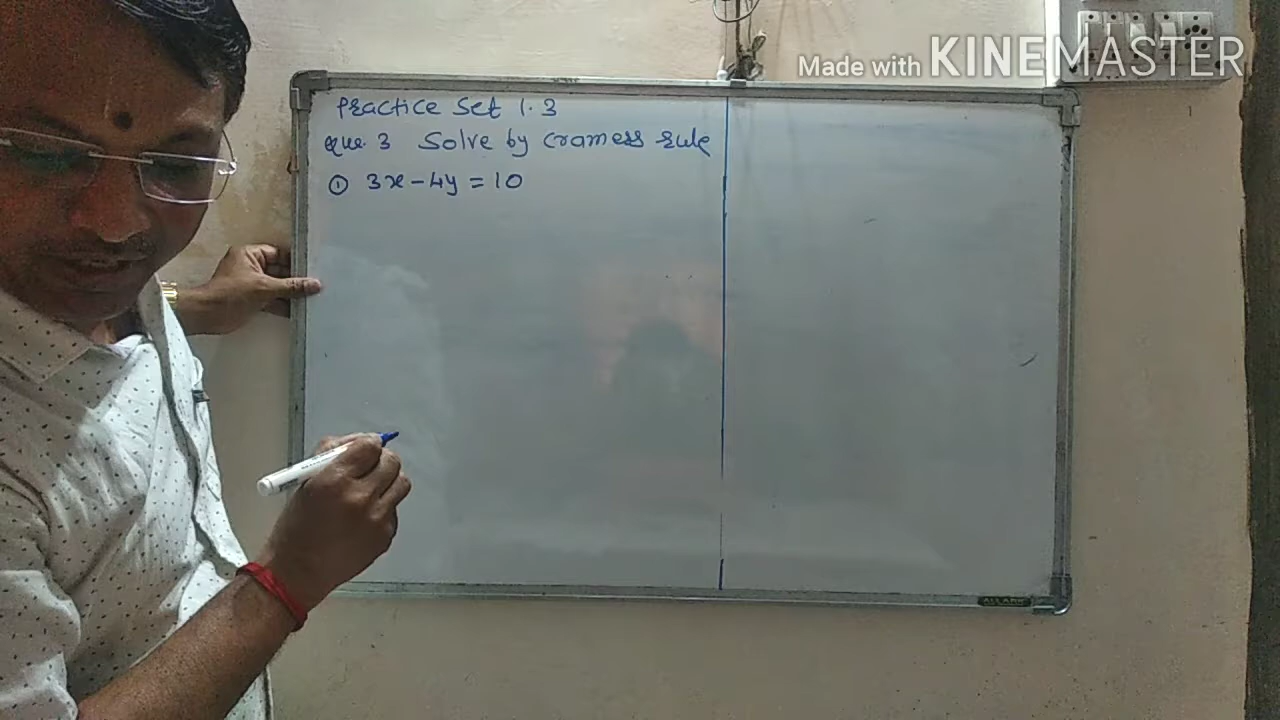 Made with KINEMASTER
Practice Set 1.3
Que. 3 Solve by Cramers rule
① 3x - 4y = 10